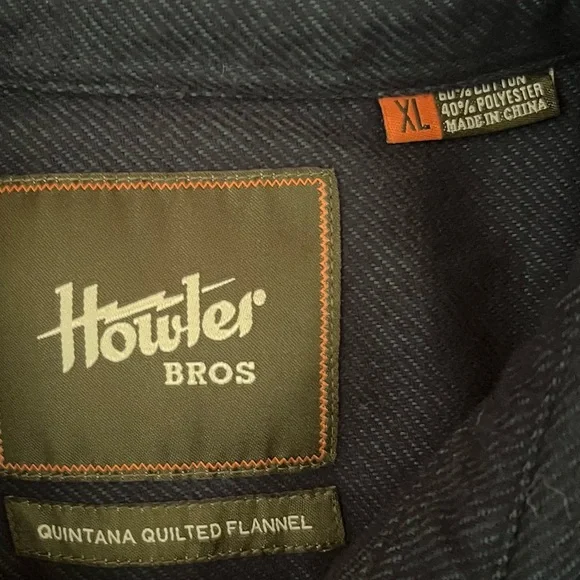 XL
60% COTTON
40% POLYESTER
MADE IN CHINA
Howler
BROS
QUINTANA QUILTED FLANNEL